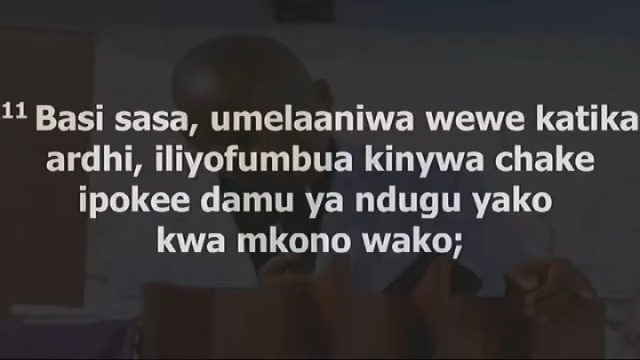 11 Basi sasa, umelaaniwa wewe katika
ardhi, iliyofumbua kinywa chake
ipokee damu ya ndugu yako
kwa mkono wako;